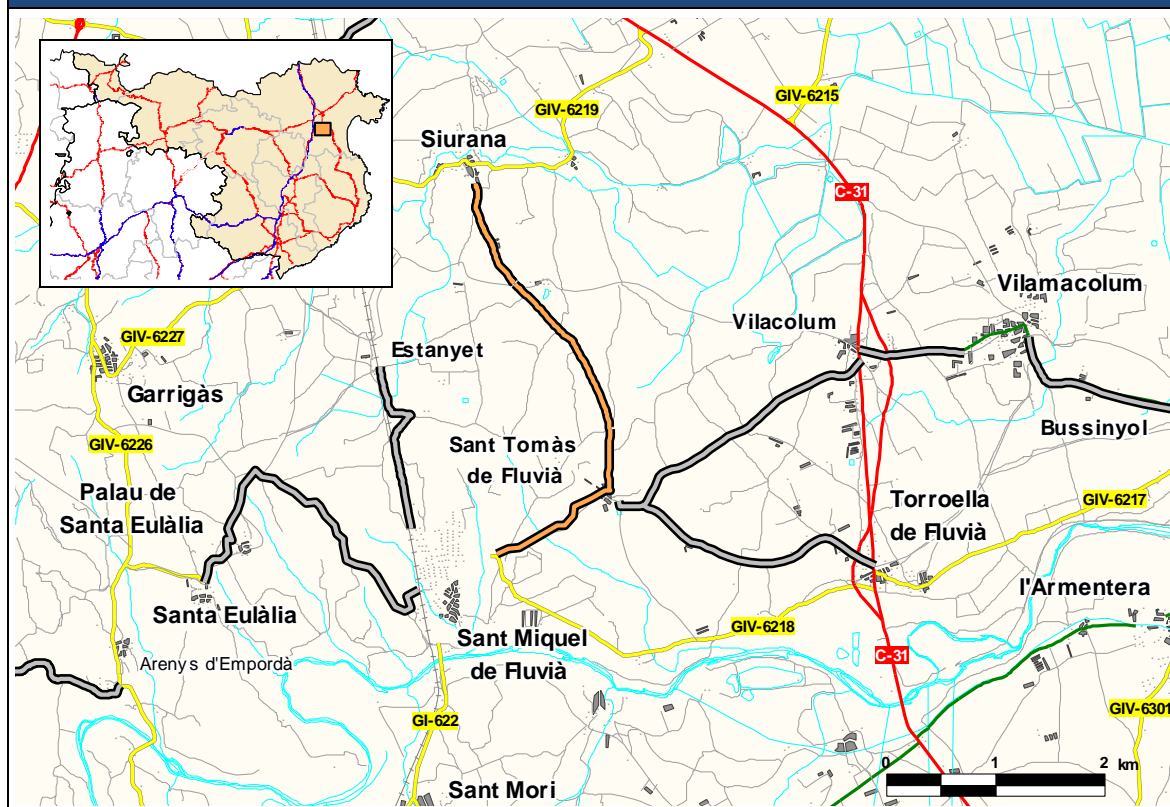 GIV-6219
GIV-6215
Siurana
C-31
Vilamacolum
Vilacolum
GIV-6227
Estanyet
Garrigàs
Bussinyol
GIV-6226
Sant Tomàs
de Fluvià
Palau de
Santa Eulàlia
Torroella
de Fluvià
GIV-6217
l'Armentera
Santa Eulàlia
GIV-6218
Sant Miquel
de Fluvià
Arenys d'Empordà
C-31
GI-622
GIV-6301
0 1 2 km
Sant Mori